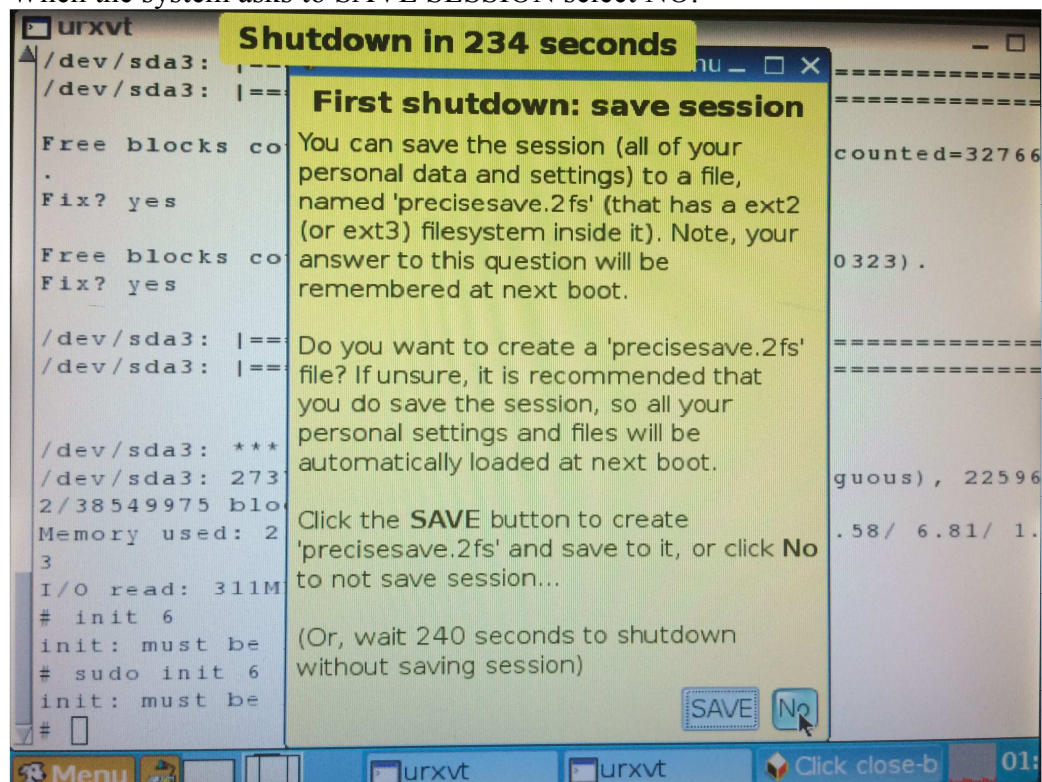 When the system asks to SAVE SESSION select NO.
urxvt
Shutdown in 234 seconds
/dev/sda3: |==
/dev/sda3: |==
Free blocks co
counted=32766
.
Fix? yes
Free blocks co
0323).
Fix? yes
/dev/sda3: |==
/dev/sda3: |==
/dev/sda3: ***
/dev/sda3: 273
guous), 22596
2/38549975 blo
Memory used: 2
.58/ 6.81/ 1.
3
I/O read: 311M
# init 6
init: must be
# sudo init 6
init: must be
#
nu
First shutdown: save session
You can save the session (all of your
personal data and settings) to a file,
named 'precisesave.2fs' (that has a ext2
(or ext3) filesystem inside it). Note, your
answer to this question will be
remembered at next boot.
Do you want to create a 'precisesave.2fs'
file? If unsure, it is recommended that
you do save the session, so all your
personal settings and files will be
automatically loaded at next boot.
Click the SAVE button to create
'precisesave.2fs' and save to it, or click No
to not save session...
(Or, wait 240 seconds to shutdown
without saving session)
SAVE No
Menu urxvt urxvt Click close-b 01: